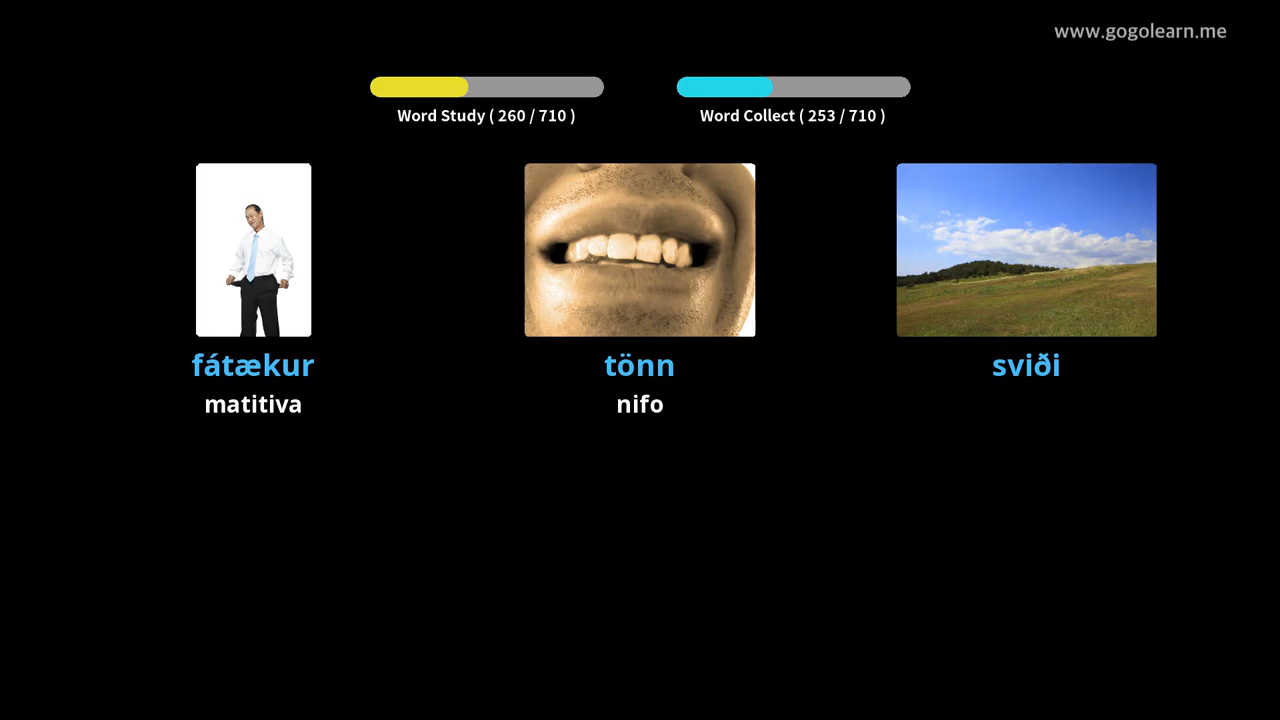 www.gogolearn.me
Word Study ( 260 / 710 )
Word Collect ( 253 / 710 )
fátækur
tönn
sviði
matitiva
nifo